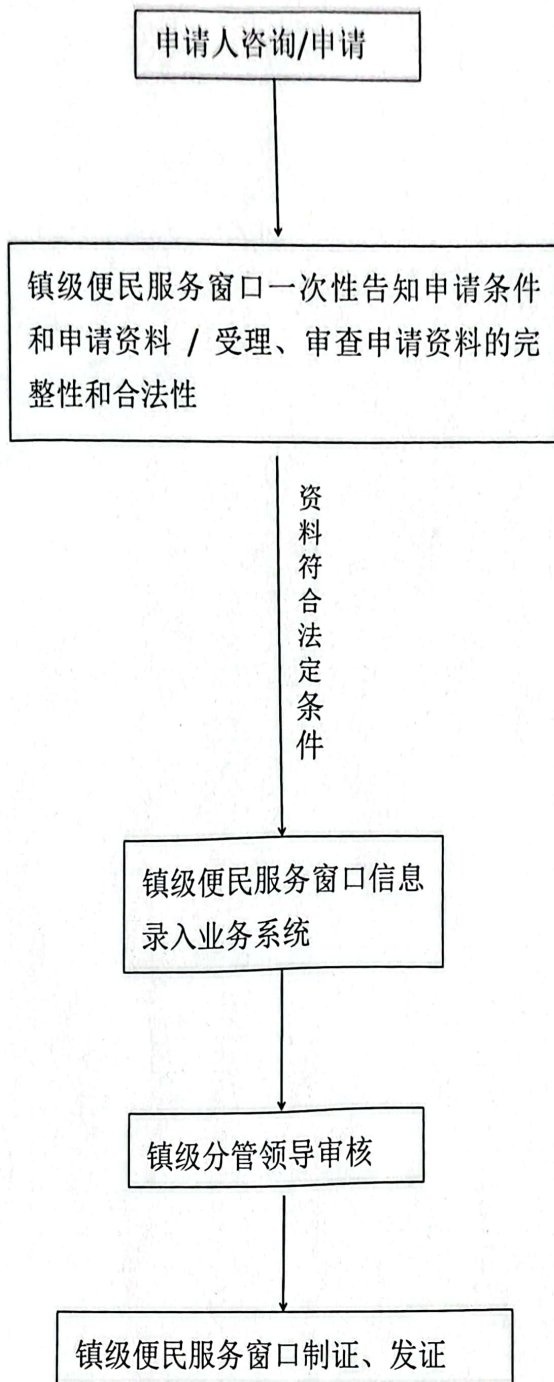 申请人咨询/申请
镇级便民服务窗口一次性告知申请条件
和申请资料 / 受理、审查申请资料的完
整性和合法性
资料符合法定条件
镇级便民服务窗口信息
录入业务系统
镇级分管领导审核
镇级便民服务窗口制证、发证